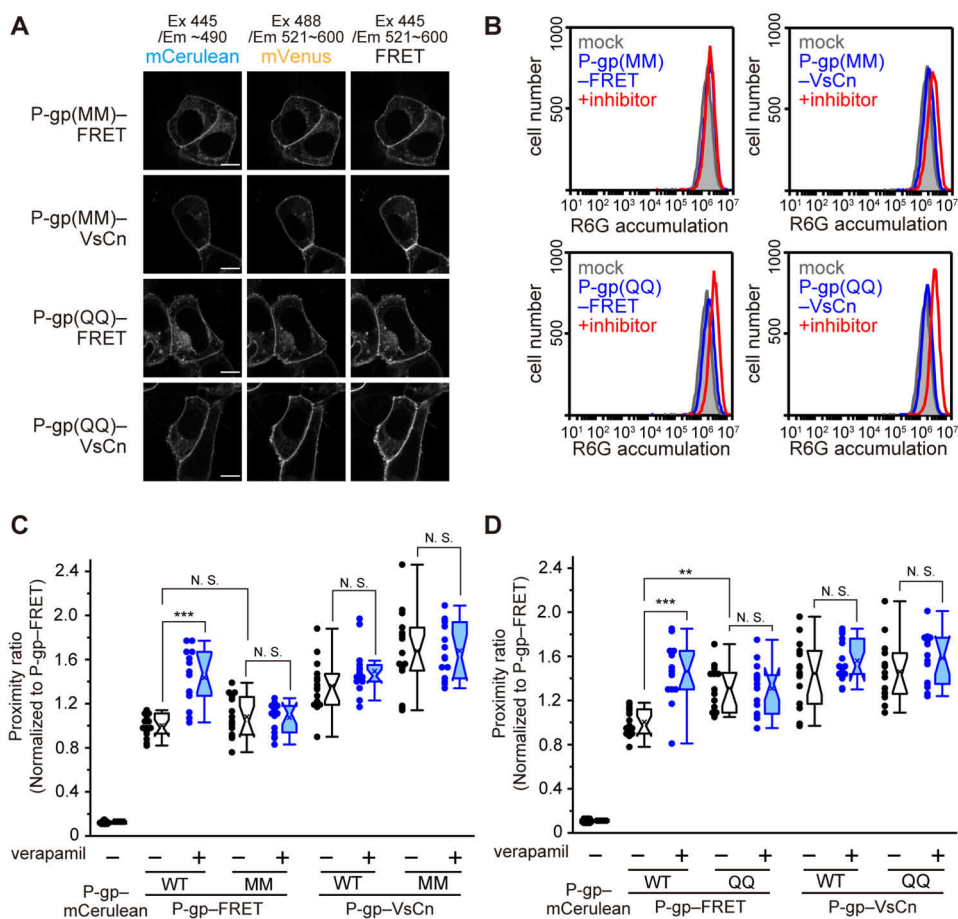 A
Ex 445 /Em ~490
Ex 488 /Em 521~600
Ex 445 /Em 521~600
mCerulean
mVenus
FRET
P-gp(MM)–
FRET
P-gp(MM)–
VsCn
P-gp(QQ)–
FRET
P-gp(QQ)–
VsCn
B
1000
500
cell number
mock
P-gp(MM)
–FRET
+inhibitor
10¹ 10² 10³ 10⁴ 10⁵ 10⁶ 10⁷
R6G accumulation
1000
500
cell number
mock
P-gp(MM)
–VsCn
+inhibitor
10¹ 10² 10³ 10⁴ 10⁵ 10⁶ 10⁷
R6G accumulation
1000
500
cell number
mock
P-gp(QQ)
–FRET
+inhibitor
10¹ 10² 10³ 10⁴ 10⁵ 10⁶ 10⁷
R6G accumulation
1000
500
cell number
mock
P-gp(QQ)
–VsCn
+inhibitor
10¹ 10² 10³ 10⁴ 10⁵ 10⁶ 10⁷
R6G accumulation
C
Proximity ratio
(Normalized to P-gp–FRET)
2.4
2.0
1.6
1.2
0.8
0.4
0
N. S.
***
N. S.
N. S.
N. S.
verapamil – – + – + – + – +
WT MM WT MM
P-gp–
mCerulean
P-gp–FRET P-gp–VsCn
D
Proximity ratio
(Normalized to P-gp–FRET)
2.4
2.0
1.6
1.2
0.8
0.4
0
**
***
N. S.
N. S.
N. S.
verapamil – – + – + – + – +
WT QQ WT QQ
P-gp–
mCerulean
P-gp–FRET P-gp–VsCn